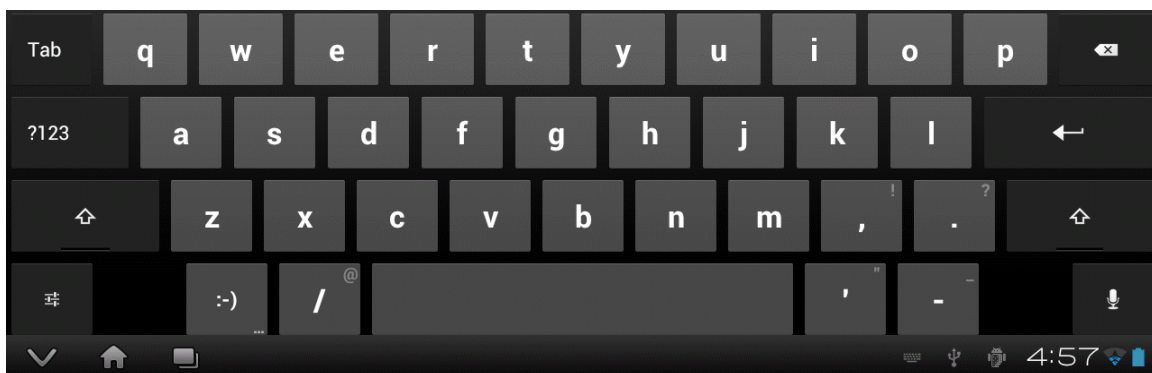 Tab q w e r t y u i o p
?123 a s d f g h j k l
z x c v b n m , ! . ?
:-) ... / @ ' " - _
4:57